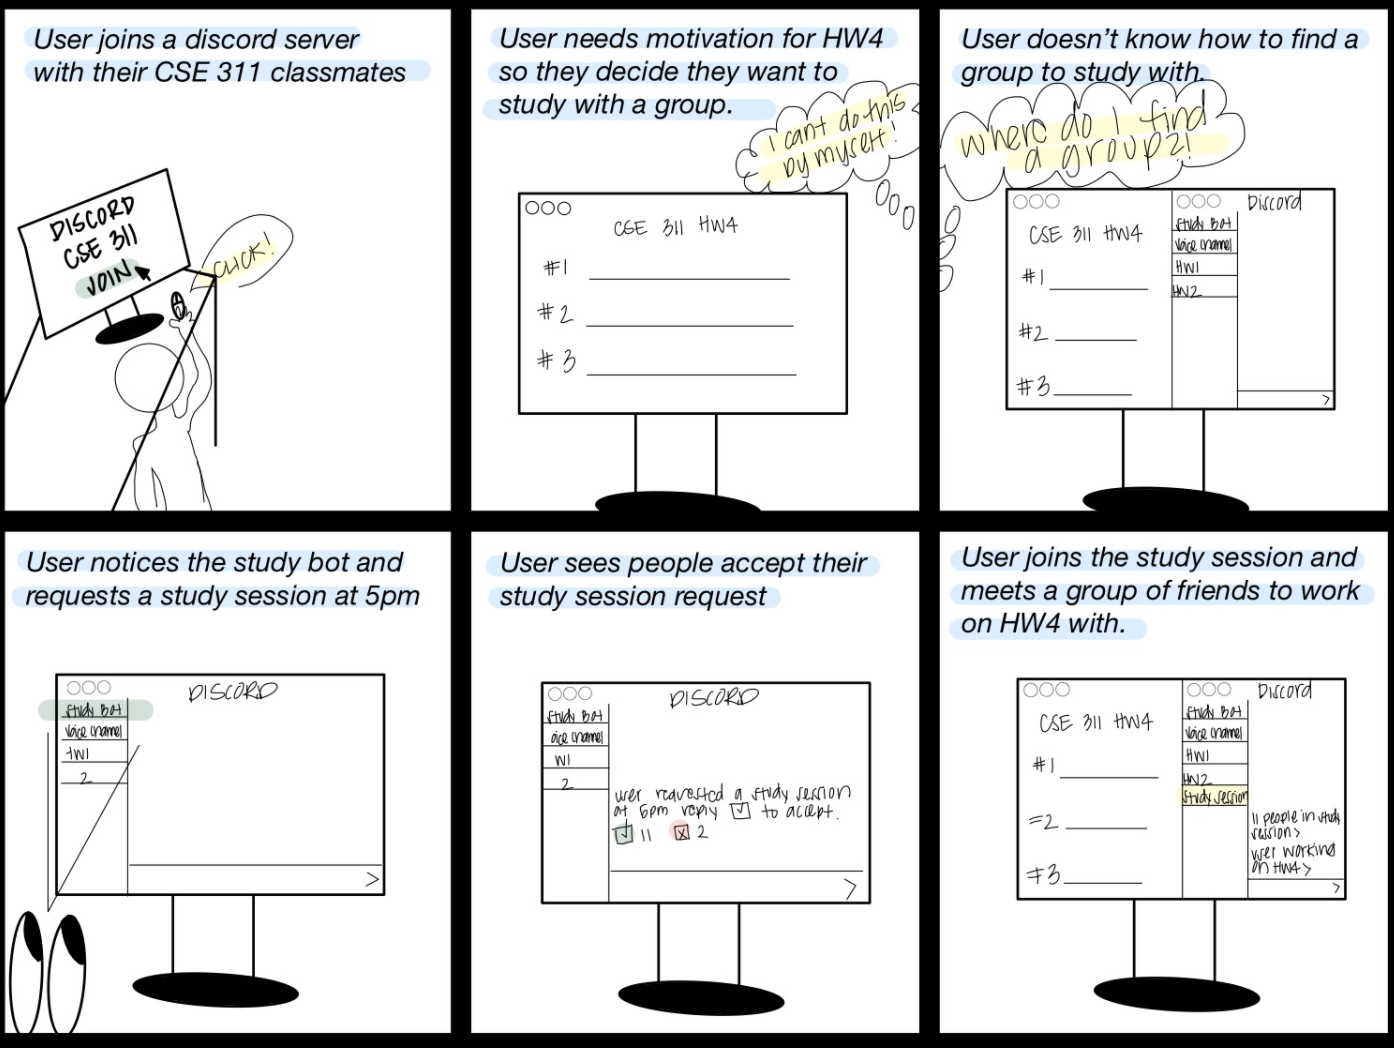 User joins a discord server
with their CSE 311 classmates
DISCORD
CSE 311
JOIN
CLICK!
User needs motivation for HW4
so they decide they want to
study with a group.
I cant do this
by myself!
CSE 311 HW4
#1
#2
#3
User doesn't know how to find a
group to study with.
where do I find
a group?!
CSE 311 HW4
#1
#2
#3
Discord
Study Bot
Voice Channel
HW1
HW2
>
User notices the study bot and
requests a study session at 5pm
DISCORD
Study Bot
Voice Channel
HW1
2
>
User sees people accept their
study session request
DISCORD
Study Bot
oice Channel
W1
2
User requested a study session
at 5pm reply ✓ to accept.
✓ 11 x 2
>
User joins the study session and
meets a group of friends to work
on HW4 with.
CSE 311 HW4
#1
=2
#3
Discord
Study Bot
Voice Channel
HW1
HW2
Study session
11 people in study
session>
user working
on HW4>
>